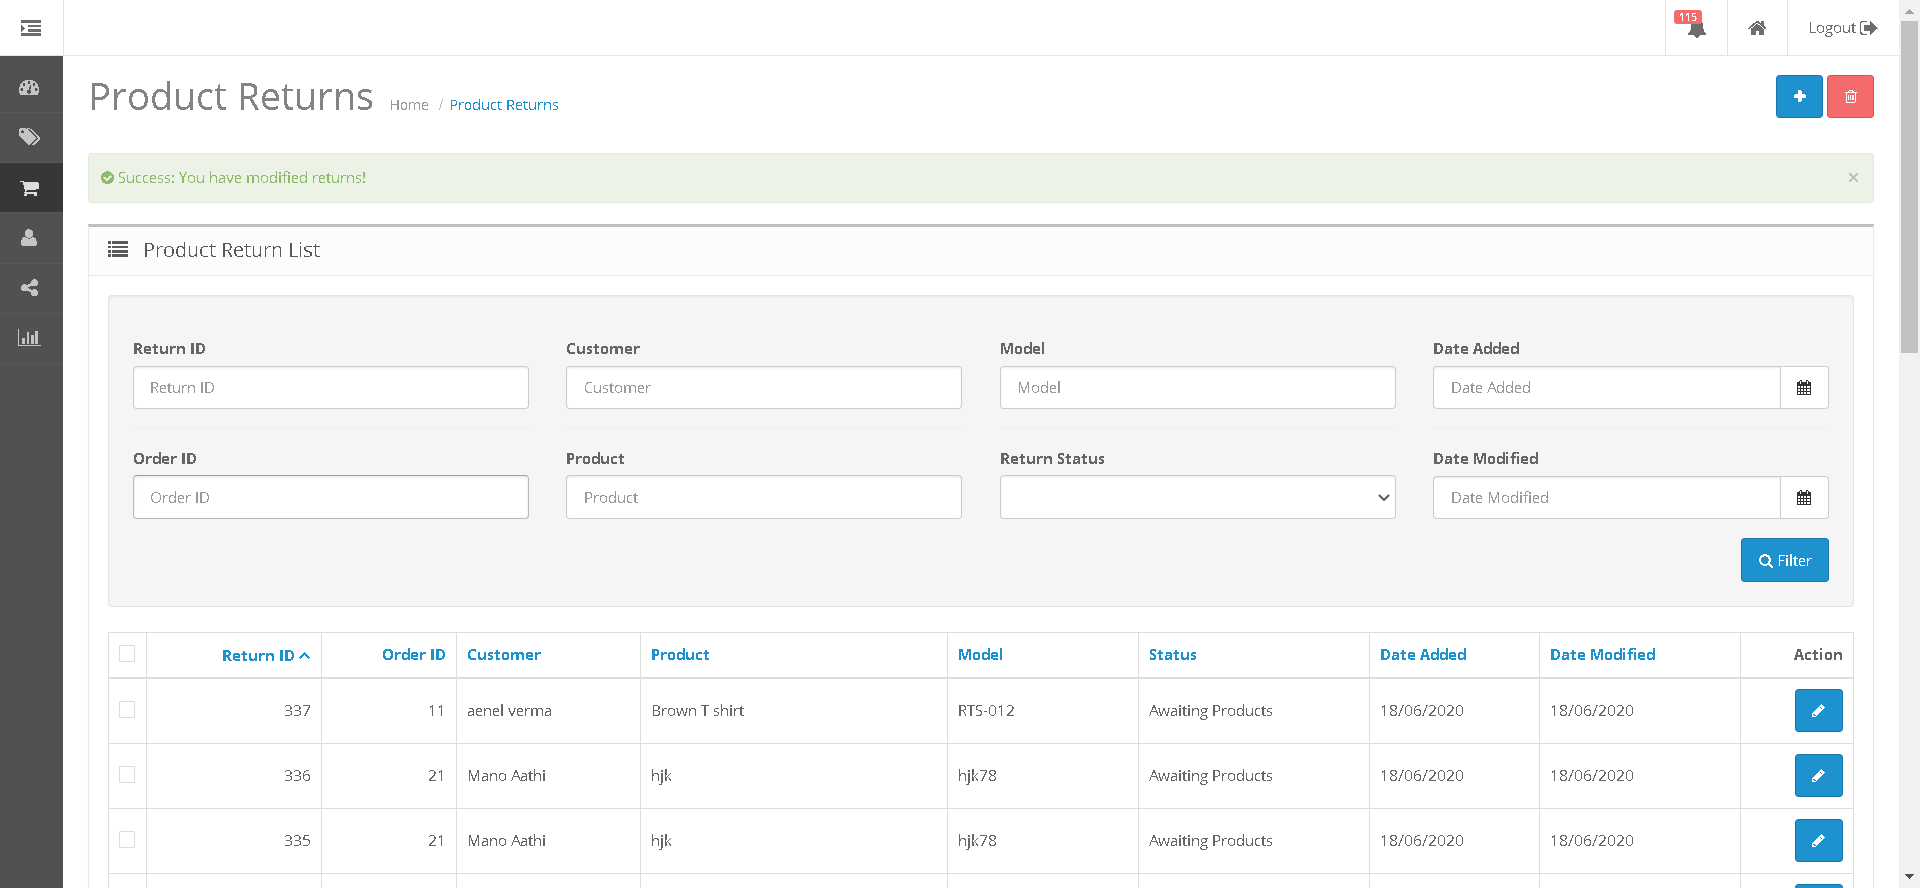 115
Logout
Product Returns
Home / Product Returns
Success: You have modified returns!
×
Product Return List
Return ID
Customer
Model
Date Added
Return ID
Customer
Model
Date Added
Order ID
Product
Return Status
Date Modified
Order ID
Product
Date Modified
Filter
Return ID Order ID Customer Product Model Status Date Added Date Modified Action
337 11 aenel verma Brown T shirt RTS-012 Awaiting Products 18/06/2020 18/06/2020
336 21 Mano Aathi hjk hjk78 Awaiting Products 18/06/2020 18/06/2020
335 21 Mano Aathi hjk hjk78 Awaiting Products 18/06/2020 18/06/2020